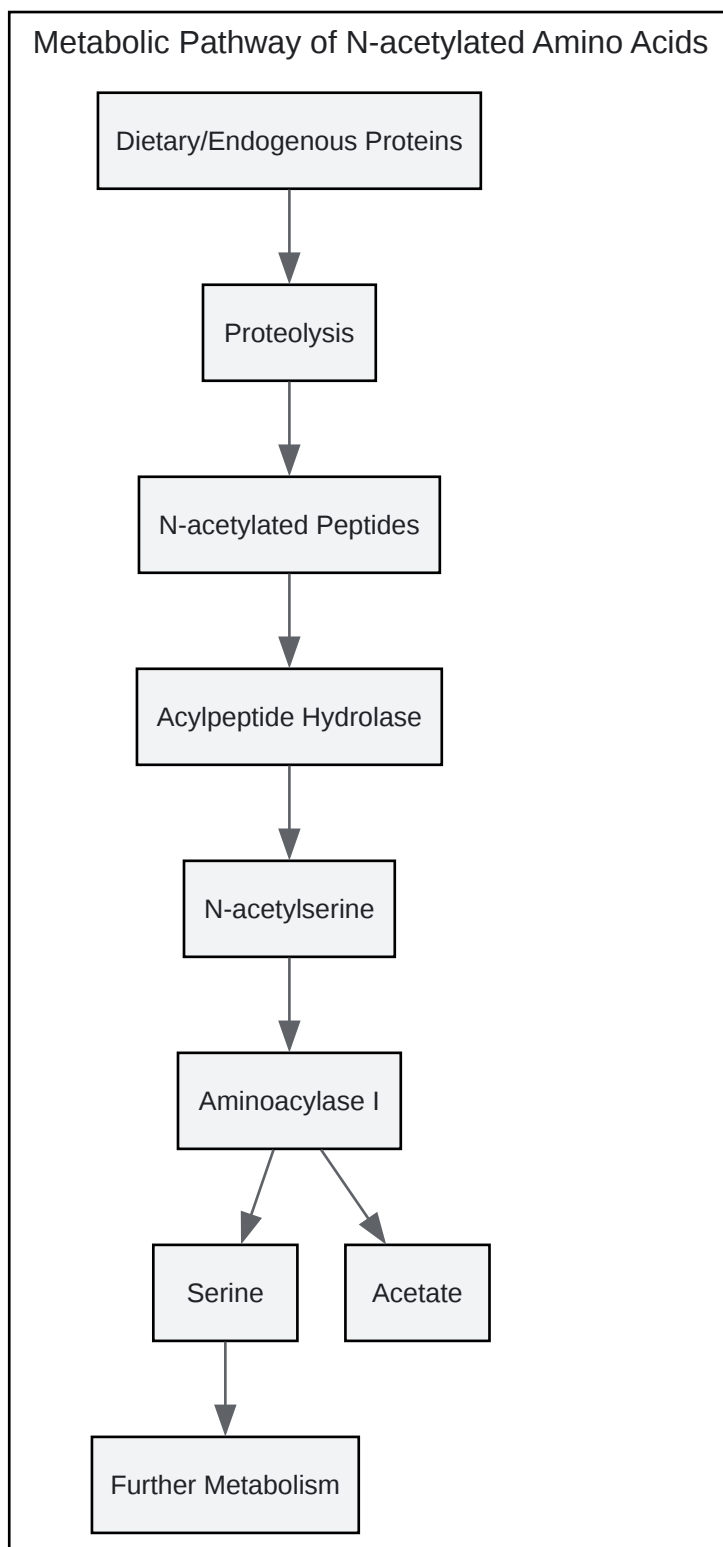 Metabolic Pathway of N-acetylated Amino Acids
Dietary/Endogenous Proteins
Proteolysis
N-acetylated Peptides
Acylpeptide Hydrolase
N-acetylserine
Aminoacylase I
Serine
Acetate
Further Metabolism